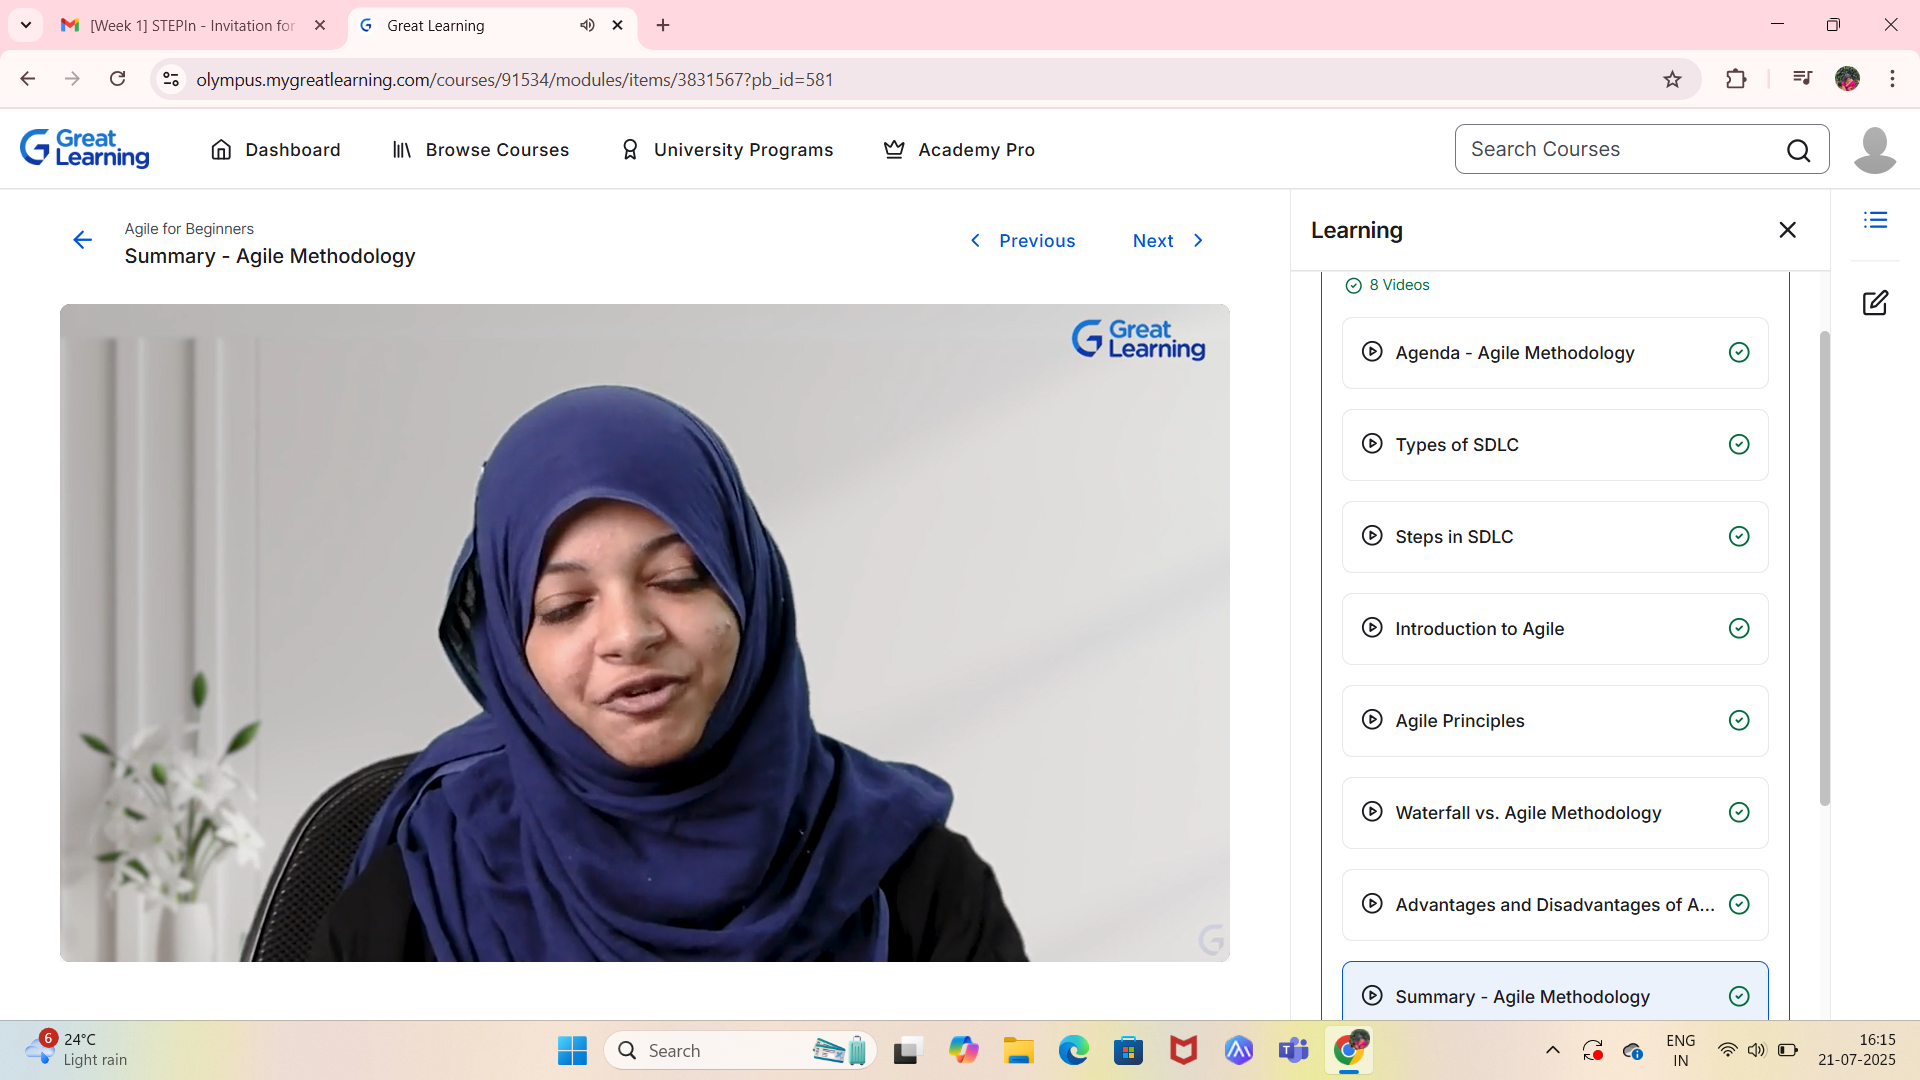 [Week 1] STEPIn - Invitation for
Great Learning
olympus.mygreatlearning.com/courses/91534/modules/items/3831567?pb_id=581
Great Learning
Dashboard
Browse Courses
University Programs
Academy Pro
Search Courses
Agile for Beginners
Summary - Agile Methodology
Previous
Next
Great Learning
Learning
8 Videos
Agenda - Agile Methodology
Types of SDLC
Steps in SDLC
Introduction to Agile
Agile Principles
Waterfall vs. Agile Methodology
Advantages and Disadvantages of A...
Summary - Agile Methodology
6
24°C
Light rain
Search
ENG
IN
16:15
21-07-2025